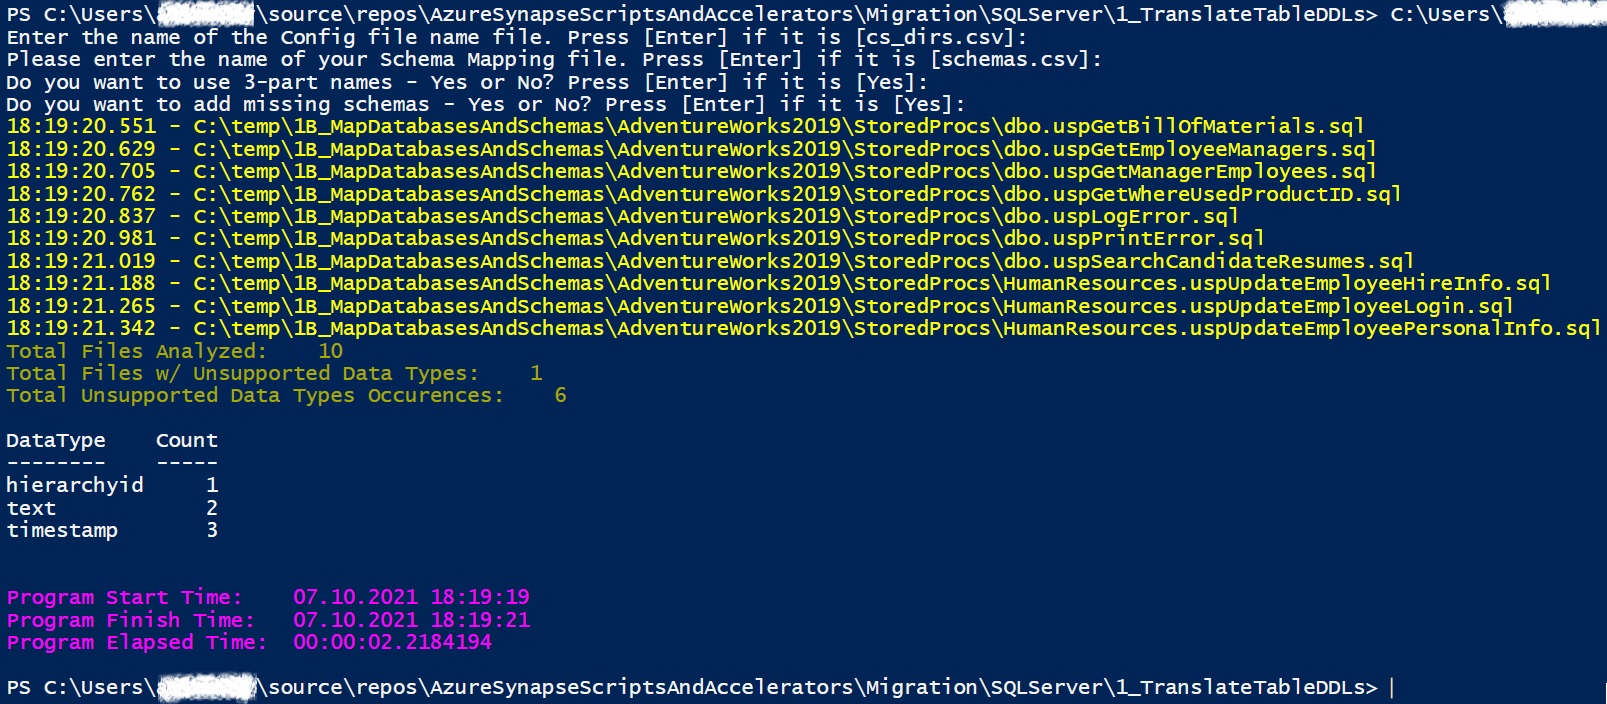 PS C:\Users\a\source\repos\AzureSynapseScriptsAndAccelerators\Migration\SQLServer\1_TranslateTableDDLs> C:\Users\
Enter the name of the Config file name file. Press [Enter] if it is [cs_dirs.csv]:
Please enter the name of your Schema Mapping file. Press [Enter] if it is [schemas.csv]:
Do you want to use 3-part names - Yes or No? Press [Enter] if it is [Yes]:
Do you want to add missing schemas - Yes or No? Press [Enter] if it is [Yes]:
18:19:20.551 - C:\temp\1B_MapDatabasesAndSchemas\AdventureWorks2019\StoredProcs\dbo.uspGetBillOfMaterials.sql
18:19:20.629 - C:\temp\1B_MapDatabasesAndSchemas\AdventureWorks2019\StoredProcs\dbo.uspGetEmployeeManagers.sql
18:19:20.705 - C:\temp\1B_MapDatabasesAndSchemas\AdventureWorks2019\StoredProcs\dbo.uspGetManagerEmployees.sql
18:19:20.762 - C:\temp\1B_MapDatabasesAndSchemas\AdventureWorks2019\StoredProcs\dbo.uspGetWhereUsedProductID.sql
18:19:20.837 - C:\temp\1B_MapDatabasesAndSchemas\AdventureWorks2019\StoredProcs\dbo.uspLogError.sql
18:19:20.981 - C:\temp\1B_MapDatabasesAndSchemas\AdventureWorks2019\StoredProcs\dbo.uspPrintError.sql
18:19:21.019 - C:\temp\1B_MapDatabasesAndSchemas\AdventureWorks2019\StoredProcs\dbo.uspSearchCandidateResumes.sql
18:19:21.188 - C:\temp\1B_MapDatabasesAndSchemas\AdventureWorks2019\StoredProcs\HumanResources.uspUpdateEmployeeHireInfo.sql
18:19:21.265 - C:\temp\1B_MapDatabasesAndSchemas\AdventureWorks2019\StoredProcs\HumanResources.uspUpdateEmployeeLogin.sql
18:19:21.342 - C:\temp\1B_MapDatabasesAndSchemas\AdventureWorks2019\StoredProcs\HumanResources.uspUpdateEmployeePersonalInfo.sql
Total Files Analyzed:    10
Total Files w/ Unsupported Data Types:    1
Total Unsupported Data Types Occurences:    6
DataType    Count
--------    -----
hierarchyid     1
text            2
timestamp       3
Program Start Time:    07.10.2021 18:19:19
Program Finish Time:   07.10.2021 18:19:21
Program Elapsed Time:  00:00:02.2184194
PS C:\Users\a\source\repos\AzureSynapseScriptsAndAccelerators\Migration\SQLServer\1_TranslateTableDDLs>